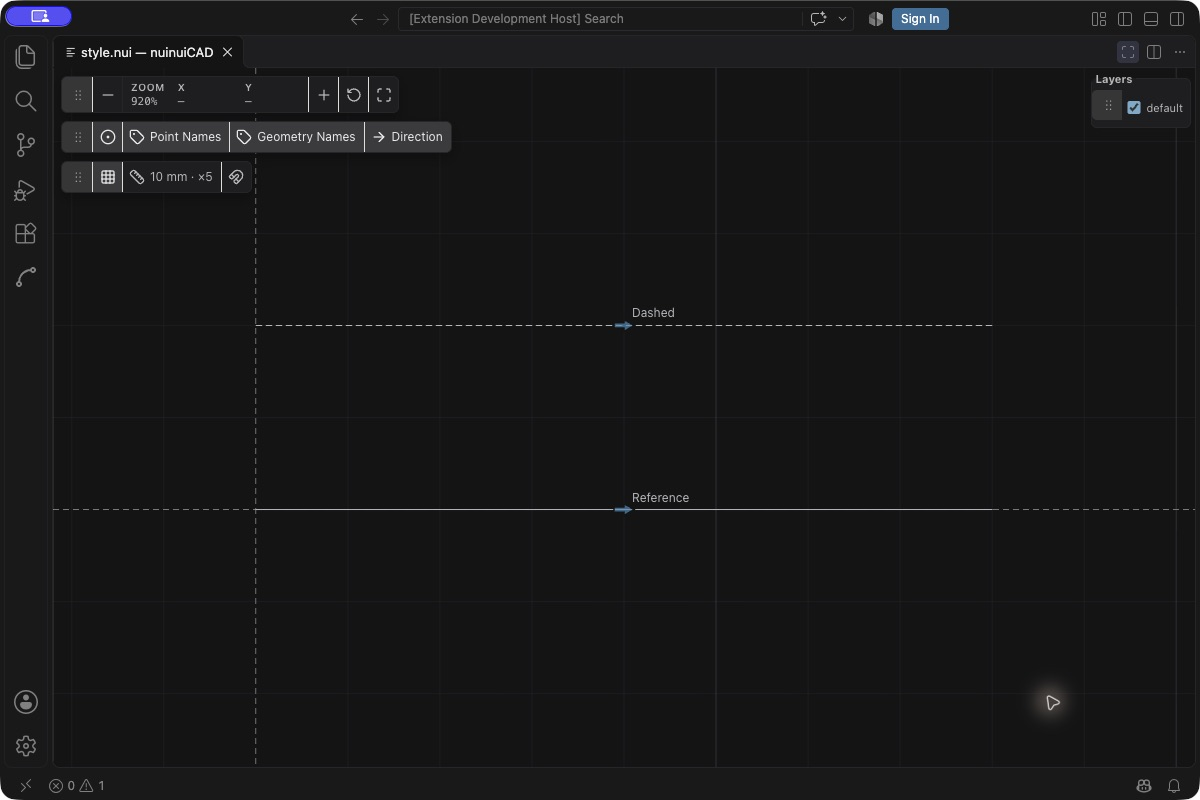 [Extension Development Host] Search
Sign In
style.nui — nuinuiCAD
ZOOM X Y
920% – –
Layers
default
Point Names Geometry Names Direction
10 mm · ×5
Dashed
Reference
0 1